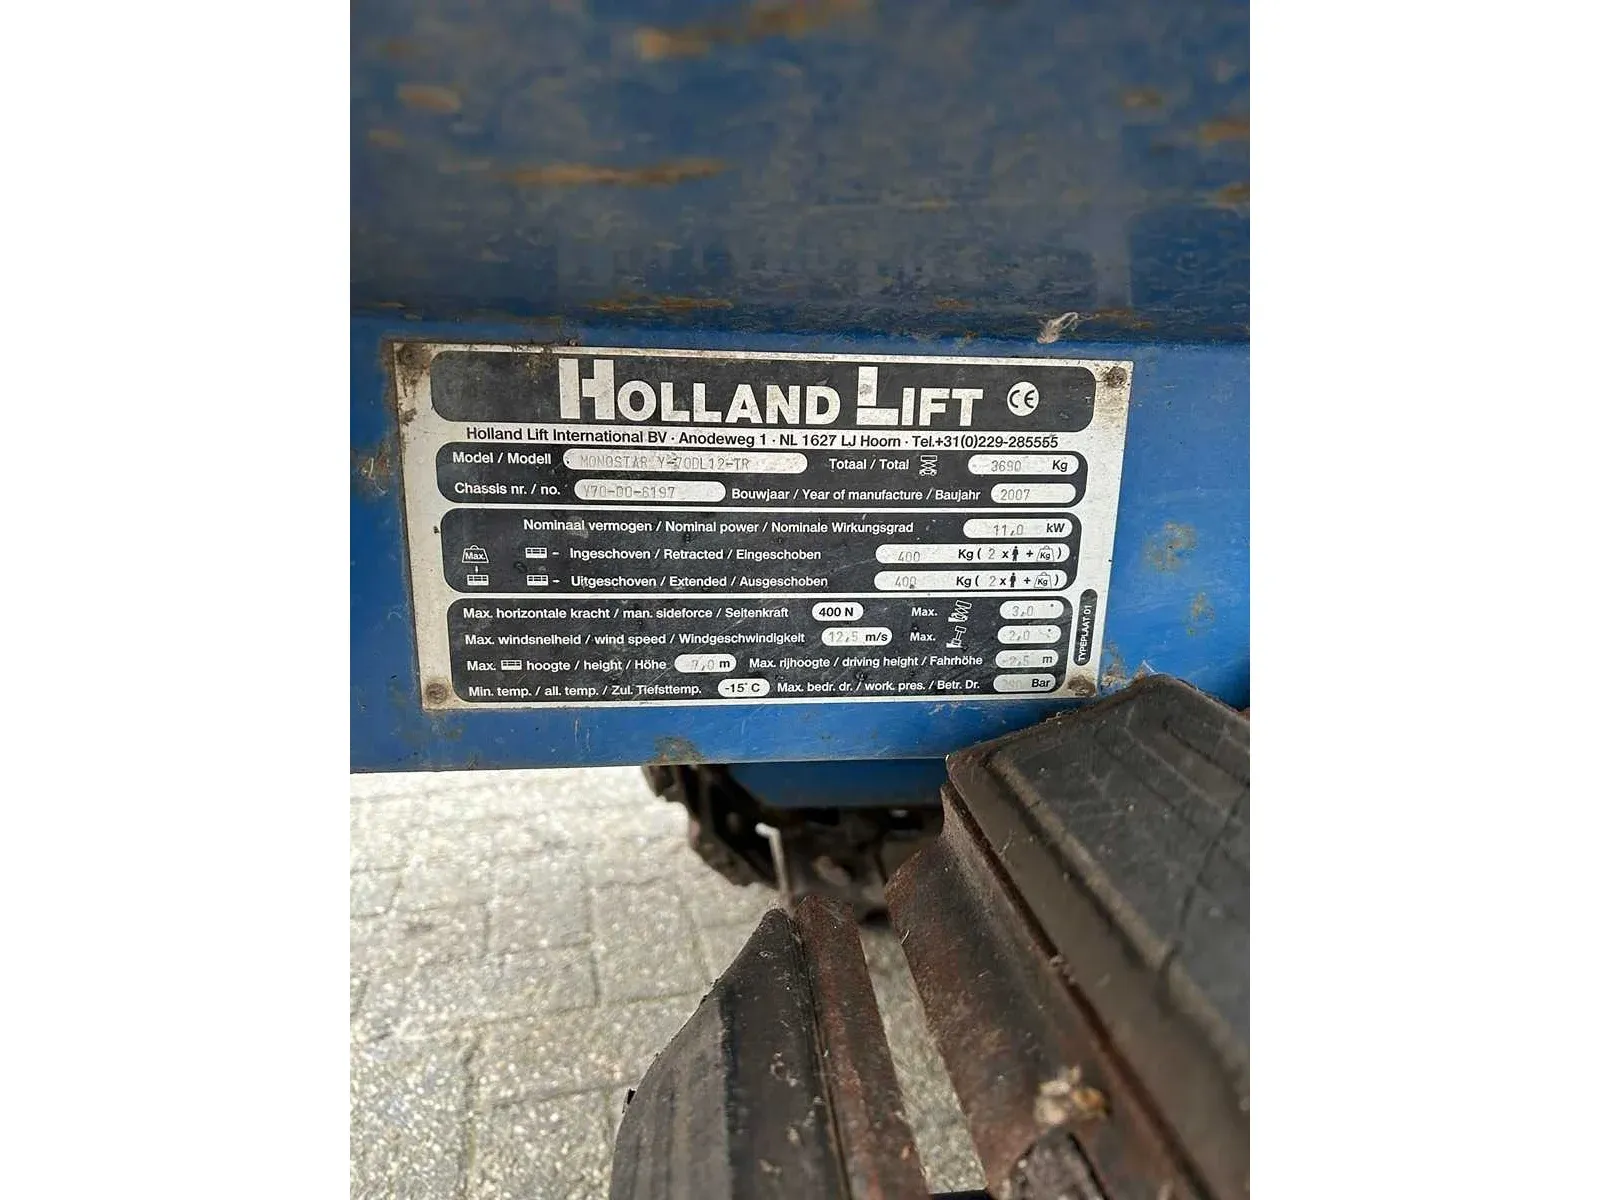 HOLLAND LIFT CE
Holland Lift International BV · Anodeweg 1 · NL 1627 LJ Hoorn · Tel.+31(0)229-285555
Model / Modell MONOSTAR Y-70DL12-TR Totaal / Total 3690 Kg
Chassis nr. / no. Y70-00-6197 Bouwjaar / Year of manufacture / Baujahr 2007
Nominaal vermogen / Nominal power / Nominale Wirkungsgrad 11,0 kW
Max. - Ingeschoven / Retracted / Eingeschoben 400 Kg ( 2 x + Kg )
- Uitgeschoven / Extended / Ausgeschoben 400 Kg ( 2 x + Kg )
Max. horizontale kracht / man. sideforce / Seitenkraft 400 N Max. 3,0 °
Max. windsnelheid / wind speed / Windgeschwindigkeit 12,5 m/s Max. 2,0 °
Max. hoogte / height / Höhe 7,0 m Max. rijhoogte / driving height / Fahrhöhe m
Min. temp. / all. temp. / Zul. Tiefsttemp. -15° C Max. bedr. dr. / work. pres. / Betr. Dr. Bar
TYPEPLAAT.01